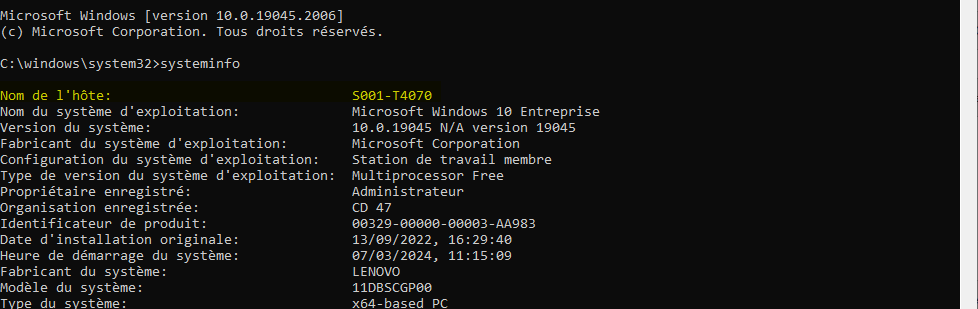 Microsoft Windows [version 10.0.19045.2006]
(c) Microsoft Corporation. Tous droits réservés.
C:\windows\system32>systeminfo
Nom de l'hôte: S001-T4070
Nom du système d'exploitation: Microsoft Windows 10 Entreprise
Version du système: 10.0.19045 N/A version 19045
Fabricant du système d'exploitation: Microsoft Corporation
Configuration du système d'exploitation: Station de travail membre
Type de version du système d'exploitation: Multiprocessor Free
Propriétaire enregistré: Administrateur
Organisation enregistrée: CD 47
Identificateur de produit: 00329-00000-00003-AA983
Date d'installation originale: 13/09/2022, 16:29:40
Heure de démarrage du système: 07/03/2024, 11:15:09
Fabricant du système: LENOVO
Modèle du système: 11DBSCGP00
Type du système: x64-based PC